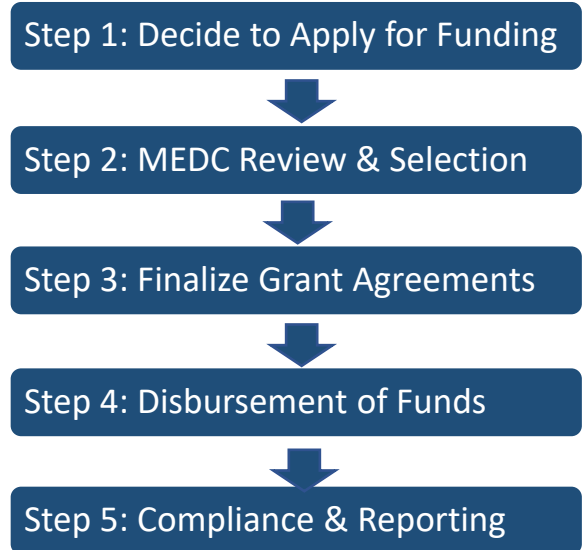 Step 1: Decide to Apply for Funding
Step 2: MEDC Review & Selection
Step 3: Finalize Grant Agreements
Step 4: Disbursement of Funds
Step 5: Compliance & Reporting